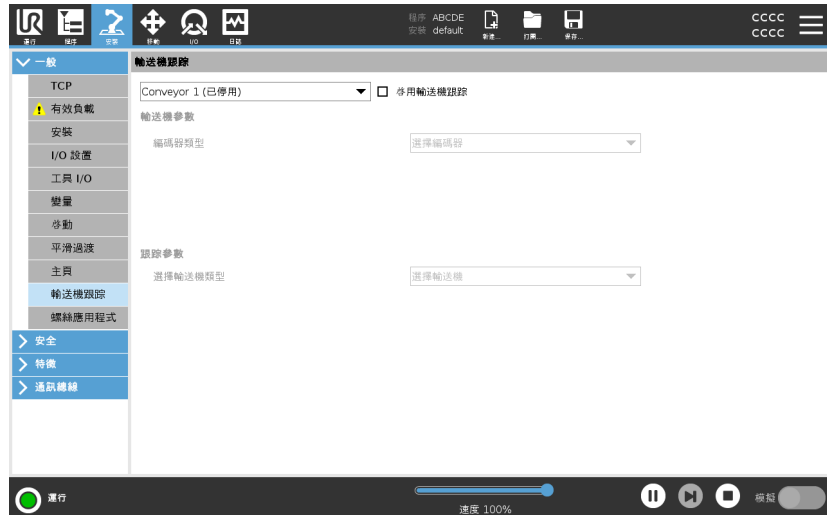 程序 ABCDE
安裝 default
新建...
打開...
保存...
CCCC
CCCC
運行
程序
安裝
移動
I/O
日誌
一般
TCP
有效負載
安裝
I/O 設置
工具 I/O
變量
啓動
平滑過渡
主頁
輸送機跟踪
螺絲應用程式
安全
特徵
通訊總線
輸送機跟踪
Conveyor 1 (已停用)
啓用輸送機跟踪
輸送機參數
編碼器類型
選擇編碼器
跟踪參數
選擇輸送機類型
選擇輸送機
運行
速度 100%
模擬